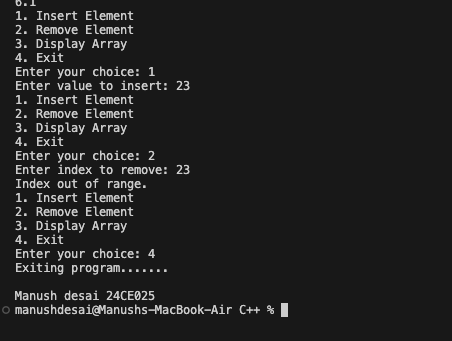 6.1
1. Insert Element
2. Remove Element
3. Display Array
4. Exit
Enter your choice: 1
Enter value to insert: 23
1. Insert Element
2. Remove Element
3. Display Array
4. Exit
Enter your choice: 2
Enter index to remove: 23
Index out of range.
1. Insert Element
2. Remove Element
3. Display Array
4. Exit
Enter your choice: 4
Exiting program.......
Manush desai 24CE025
manushdesai@Manushs-MacBook-Air C++ %